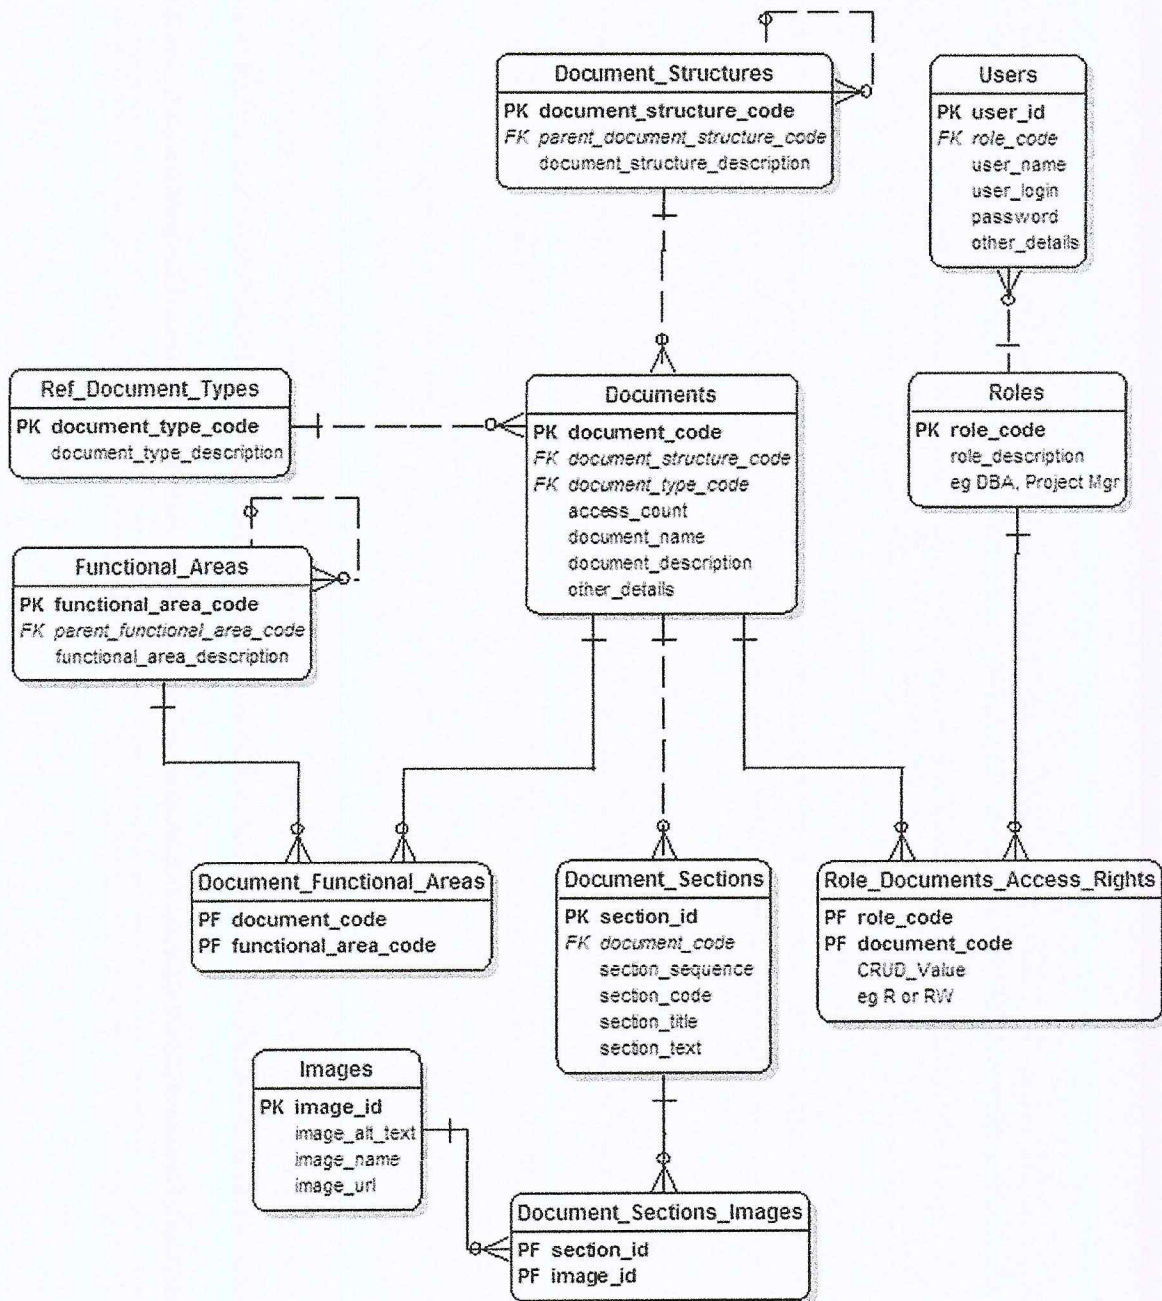 Document_Structures
PK document_structure_code
FK parent_document_structure_code
document_structure_description
Users
PK user_id
FK role_code
user_name
user_login
password
other_details
Ref_Document_Types
PK document_type_code
document_type_description
Documents
PK document_code
FK document_structure_code
FK document_type_code
access_count
document_name
document_description
other_details
Roles
PK role_code
role_description
eg DBA, Project Mgr
Functional_Areas
PK functional_area_code
FK parent_functional_area_code
functional_area_description
Document_Functional_Areas
PF document_code
PF functional_area_code
Document_Sections
PK section_id
FK document_code
section_sequence
section_code
section_title
section_text
Role_Documents_Access_Rights
PF role_code
PF document_code
CRUD_Value
eg R or RW
Images
PK image_id
image_alt_text
image_name
image_url
Document_Sections_Images
PF section_id
PF image_id